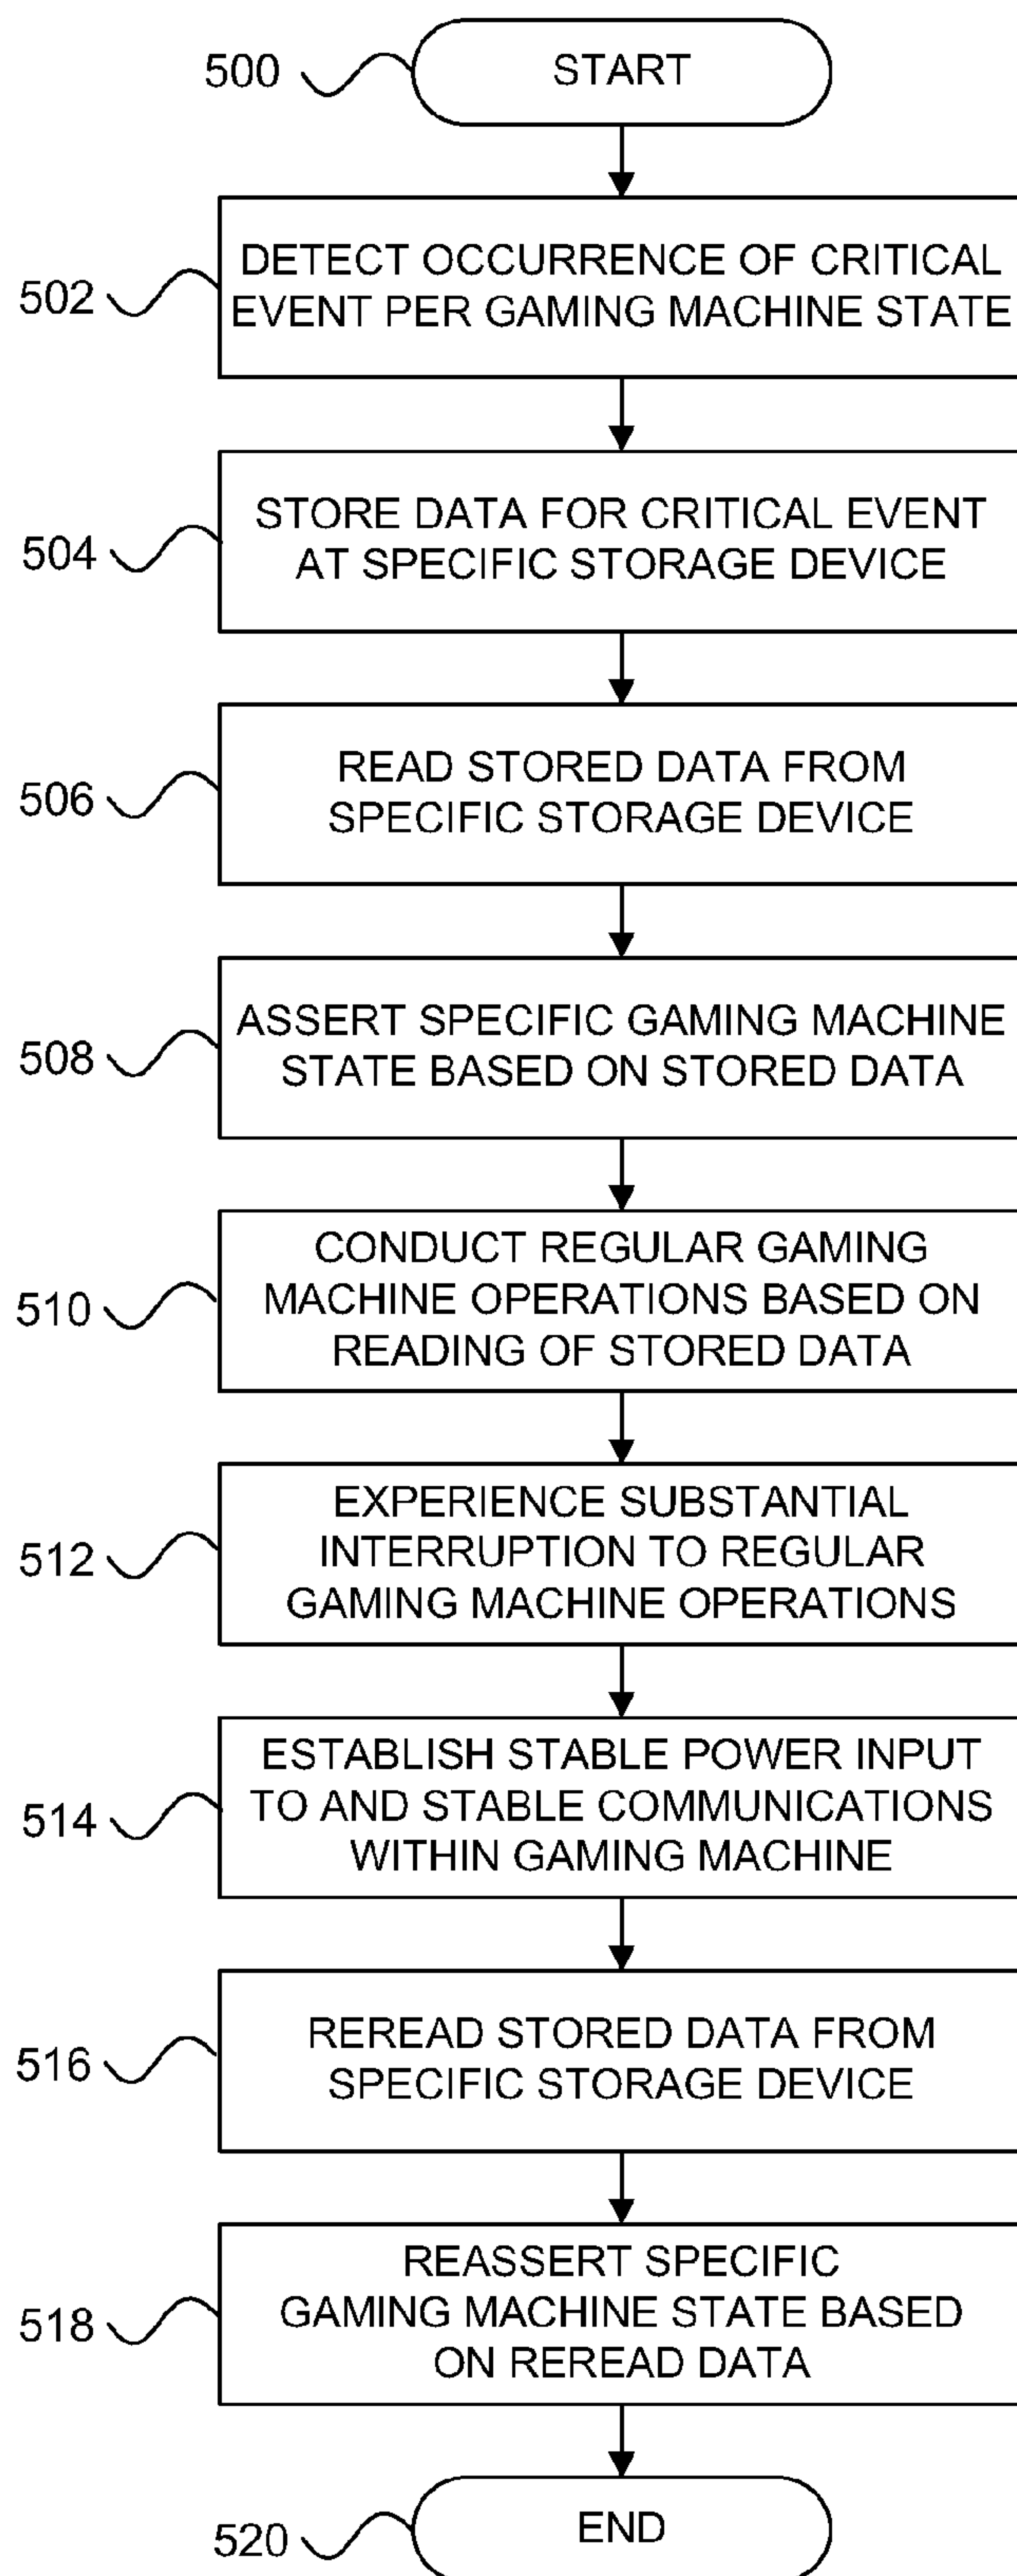 500
START
502
DETECT OCCURRENCE OF CRITICAL
EVENT PER GAMING MACHINE STATE
504
STORE DATA FOR CRITICAL EVENT
AT SPECIFIC STORAGE DEVICE
506
READ STORED DATA FROM
SPECIFIC STORAGE DEVICE
508
ASSERT SPECIFIC GAMING MACHINE
STATE BASED ON STORED DATA
510
CONDUCT REGULAR GAMING
MACHINE OPERATIONS BASED ON
READING OF STORED DATA
512
EXPERIENCE SUBSTANTIAL
INTERRUPTION TO REGULAR
GAMING MACHINE OPERATIONS
514
ESTABLISH STABLE POWER INPUT
TO AND STABLE COMMUNICATIONS
WITHIN GAMING MACHINE
516
REREAD STORED DATA FROM
SPECIFIC STORAGE DEVICE
518
REASSERT SPECIFIC
GAMING MACHINE STATE BASED
ON REREAD DATA
520
END